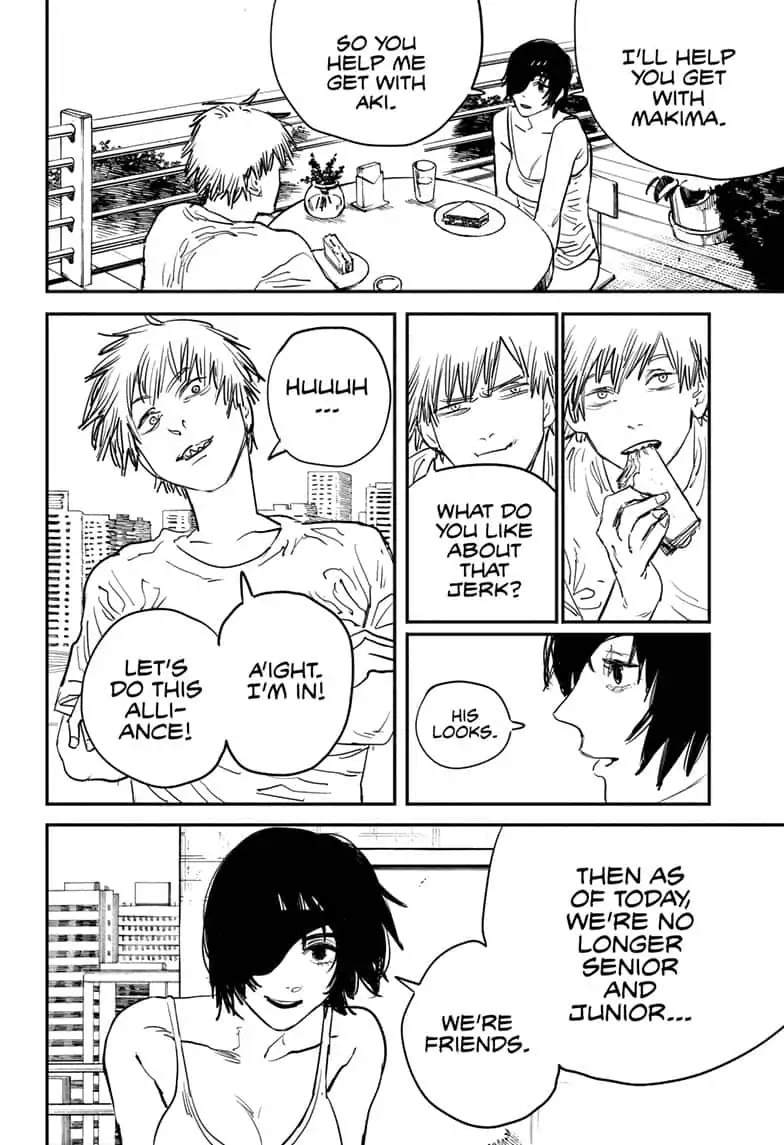 I'LL HELP
YOU GET
WITH
MAKIMA.
SO YOU
HELP ME
GET WITH
AKI.
WHAT DO
YOU LIKE
ABOUT
THAT
JERK?
HIS
LOOKS.
HUUUH
...
A'IGHT.
I'M IN!
LET'S
DO THIS
ALLI-
ANCE!
THEN AS
OF TODAY,
WE'RE NO
LONGER
SENIOR
AND
JUNIOR...
WE'RE
FRIENDS.